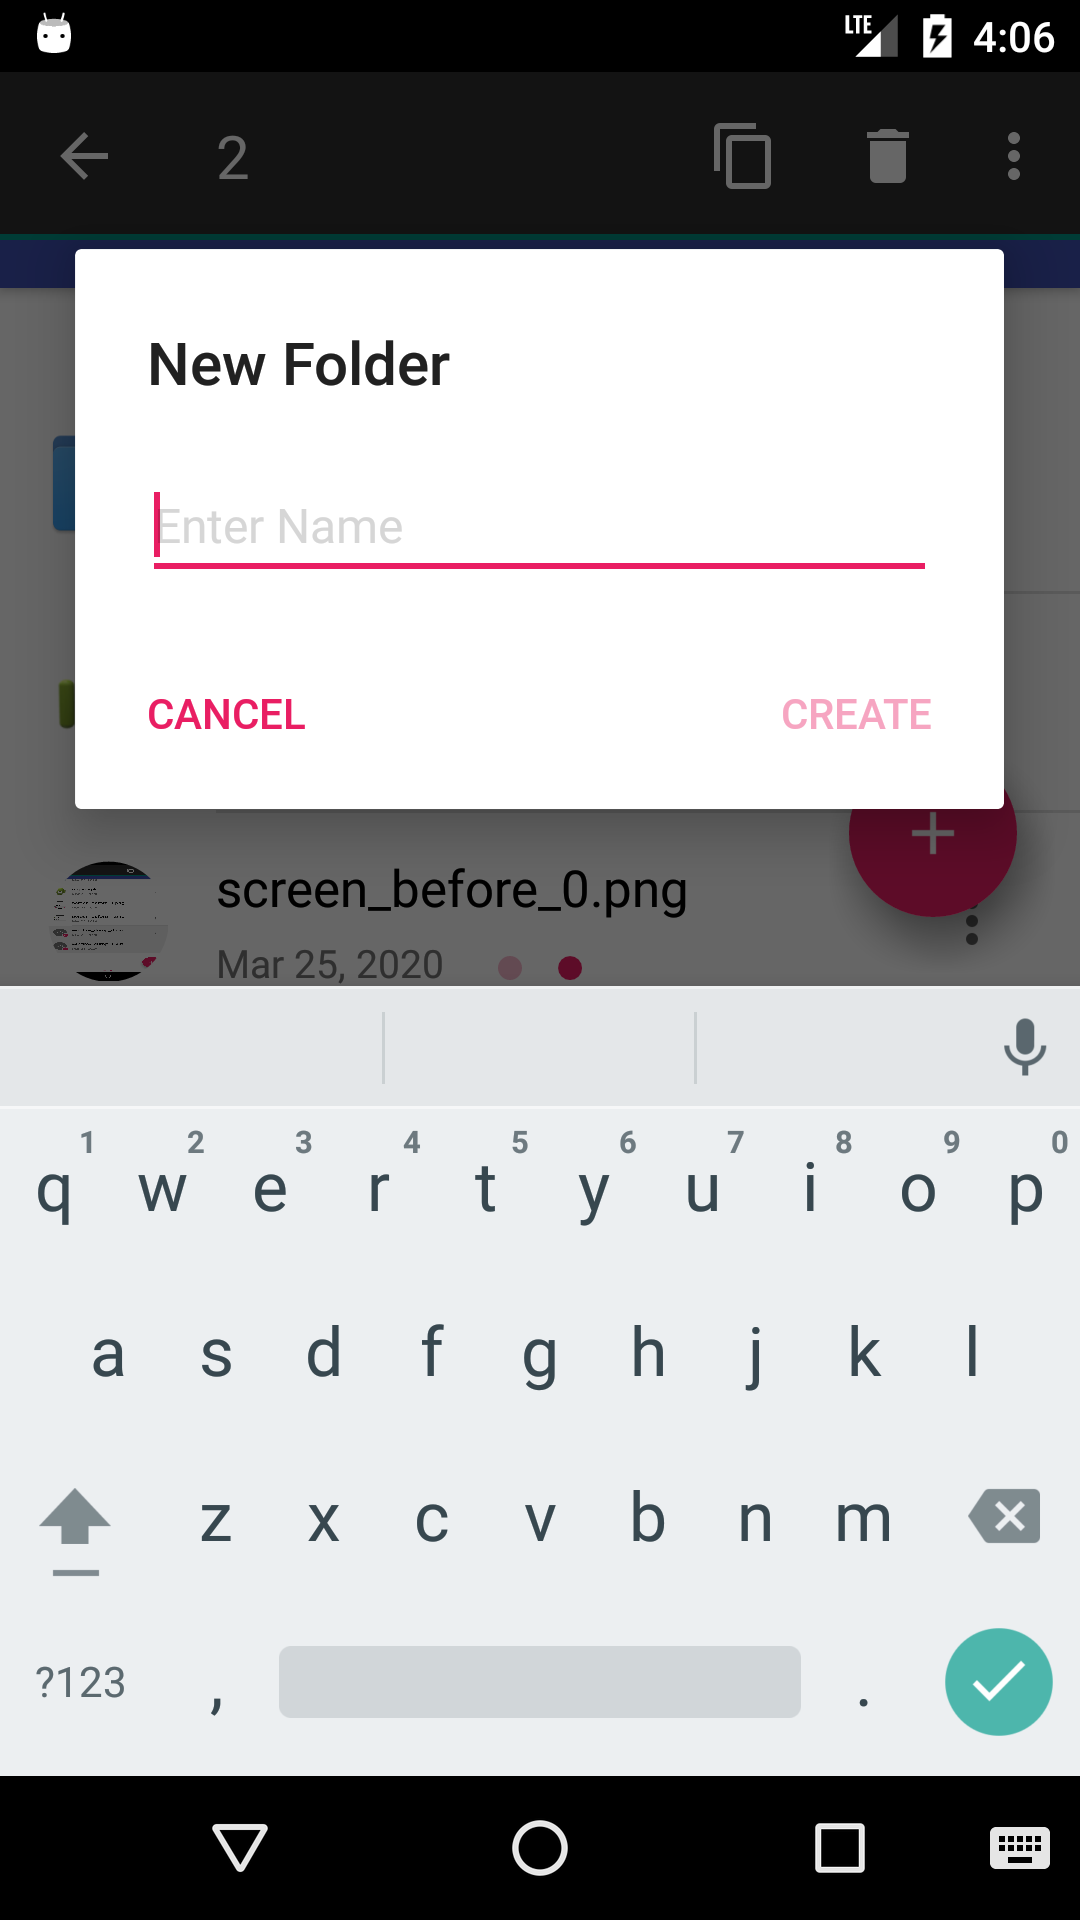 LTE 4:06
2
New Folder
Enter Name
CANCEL CREATE
screen_before_0.png
Mar 25, 2020
1 2 3 4 5 6 7 8 9 0
q w e r t y u i o p
a s d f g h j k l
z x c v b n m
?123 , .